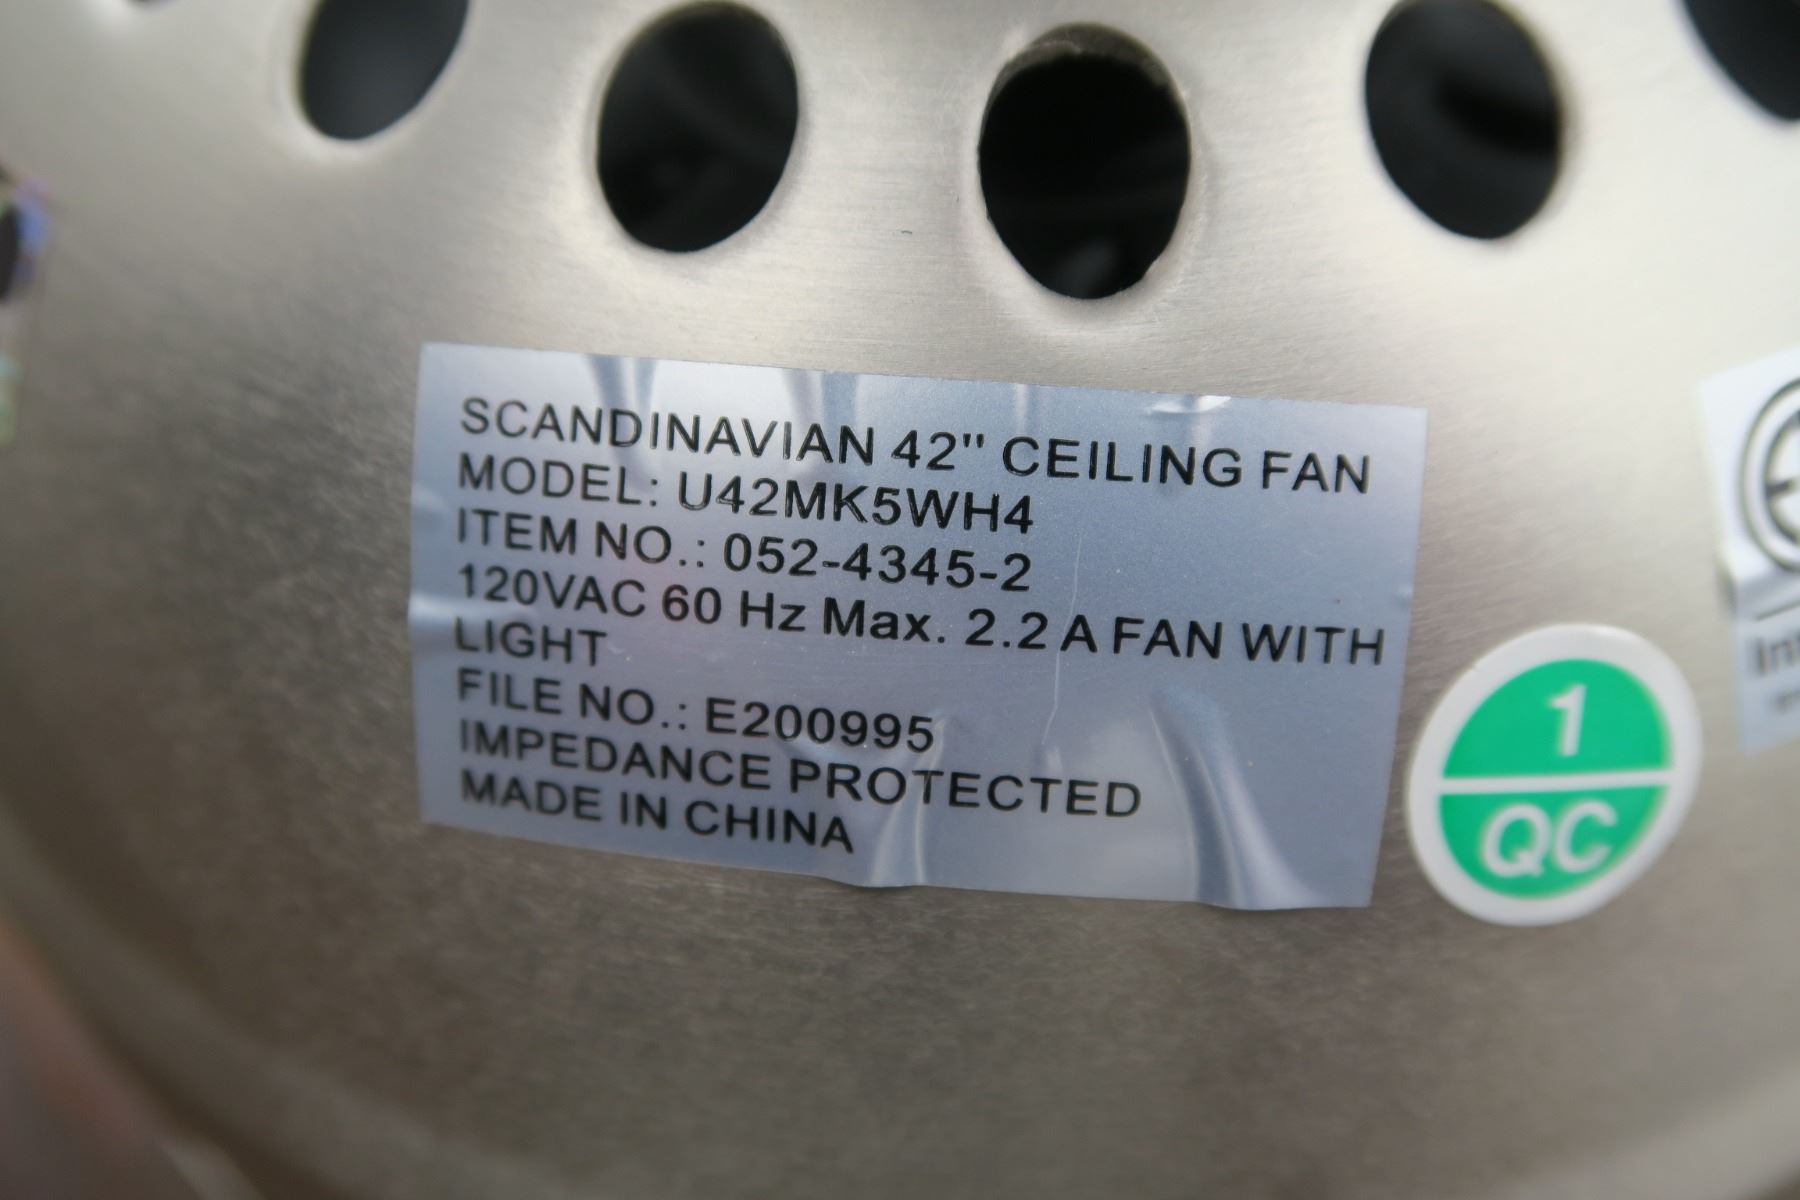 SCANDINAVIAN 42" CEILING FAN
MODEL: U42MK5WH4
ITEM NO.: 052-4345-2
120VAC 60 Hz Max. 2.2 A FAN WITH
LIGHT
FILE NO.: E200995
IMPEDANCE PROTECTED
MADE IN CHINA
1
QC